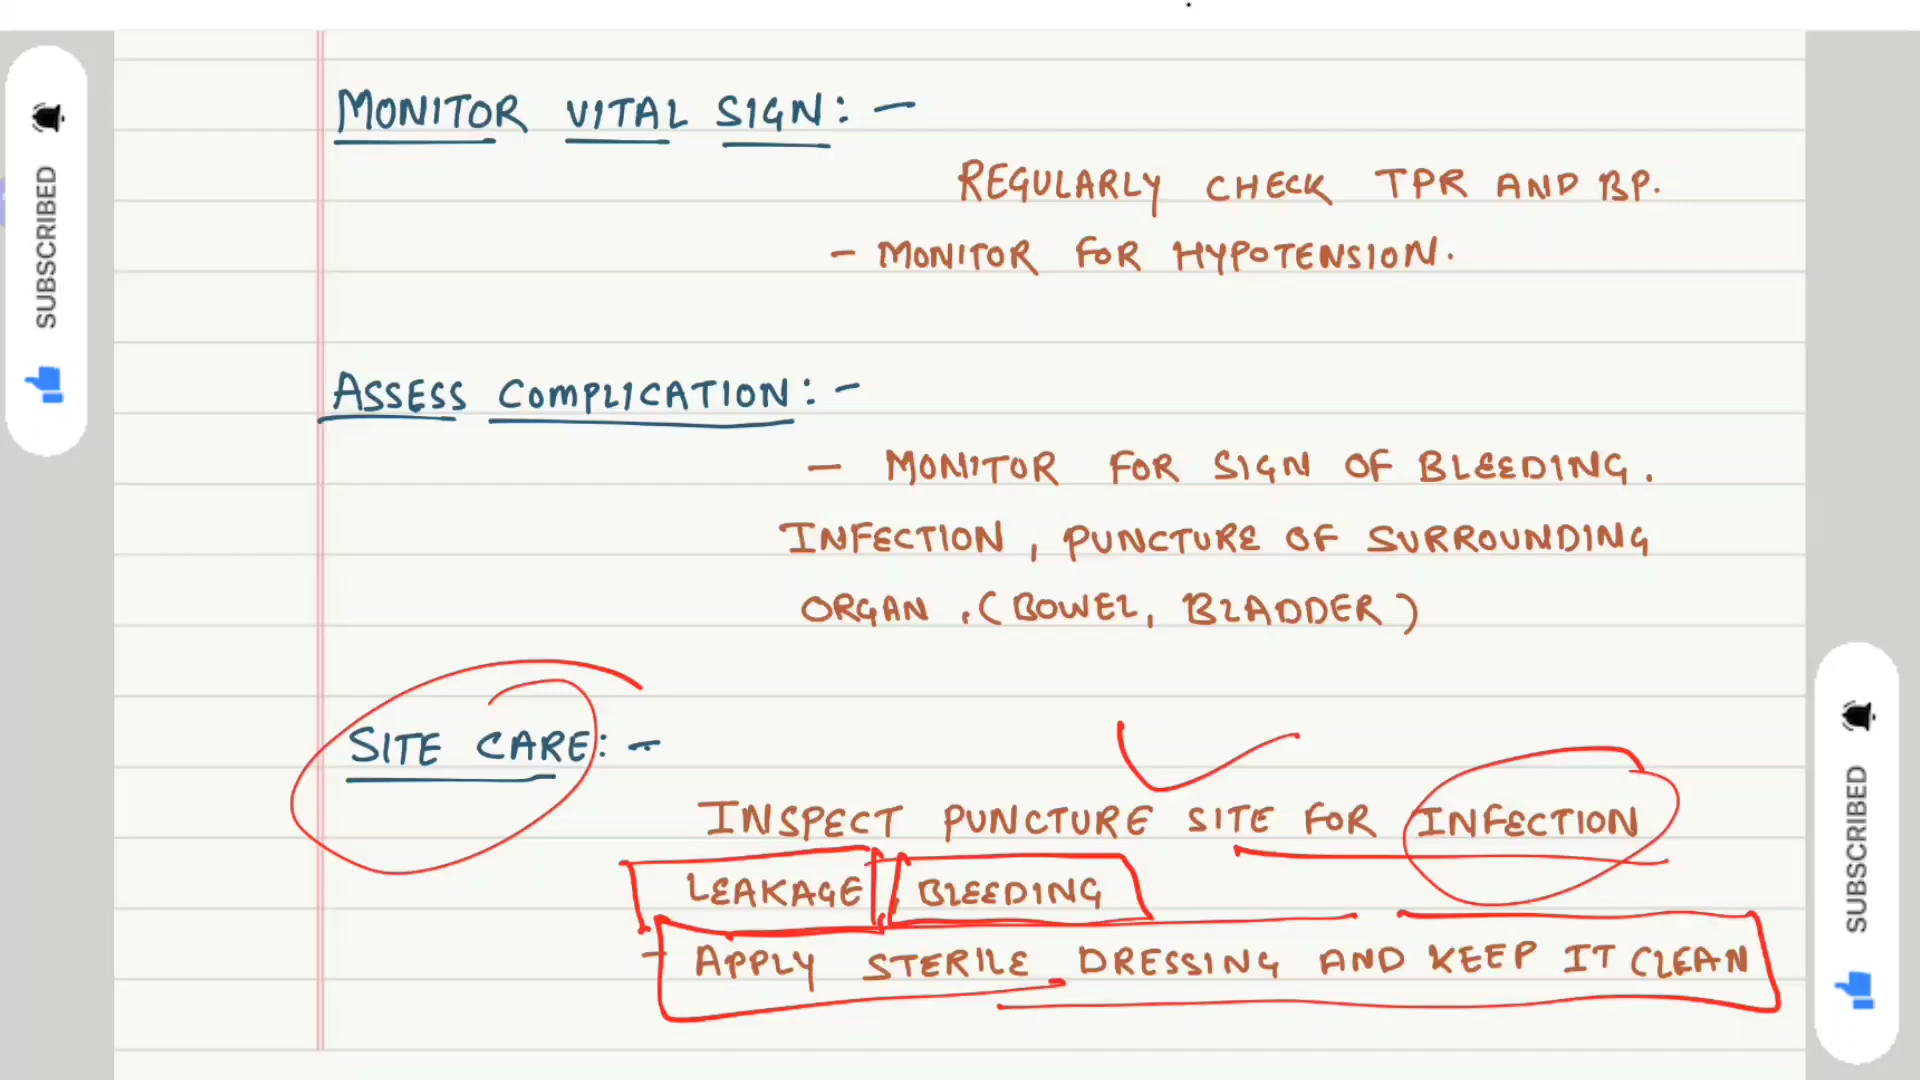 MONITOR VITAL SIGN: -
REGULARLY CHECK TPR AND BP.
- MONITOR FOR HYPOTENSION.
ASSESS COMPLICATION: -
- MONITOR FOR SIGN OF BLEEDING.
INFECTION, PUNCTURE OF SURROUNDING
ORGAN. (BOWEL, BLADDER)
SITE CARE: -
INSPECT PUNCTURE SITE FOR INFECTION
LEAKAGE BLEEDING
- APPLY STERILE DRESSING AND KEEP IT CLEAN
SUBSCRIBED
SUBSCRIBED